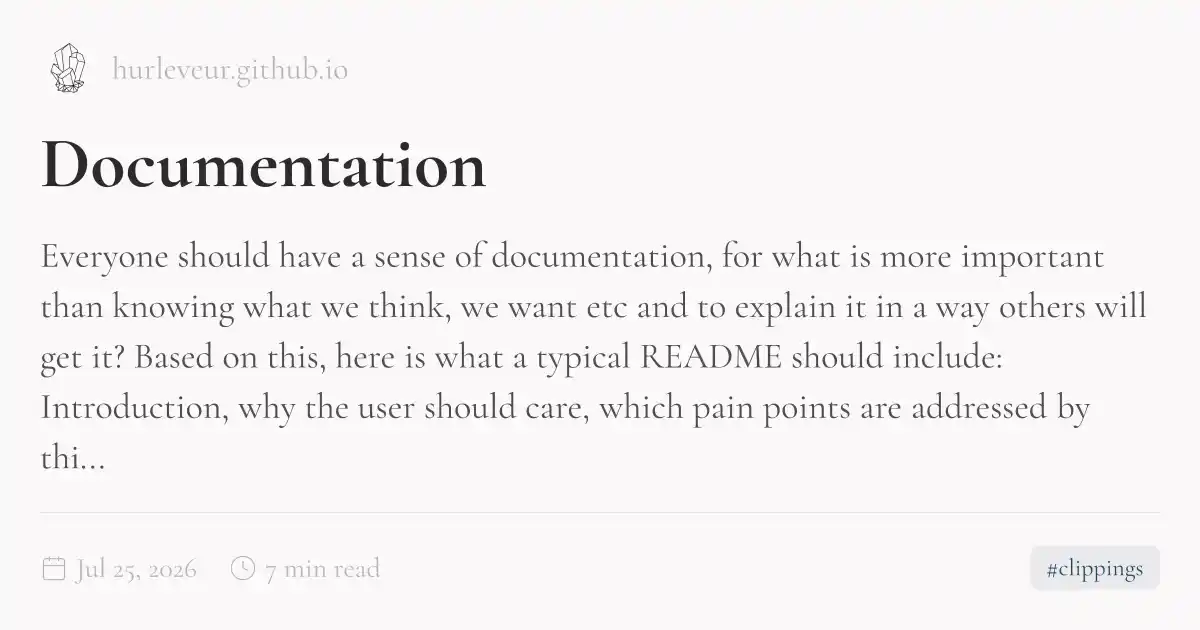 hurleveur.github.io
Documentation
Everyone should have a sense of documentation, for what is more important
than knowing what we think, we want etc and to explain it in a way others will
get it? Based on this, here is what a typical README should include:
Introduction, why the user should care, which pain points are addressed by
thi...
Jul 25, 2026 7 min read
#clippings